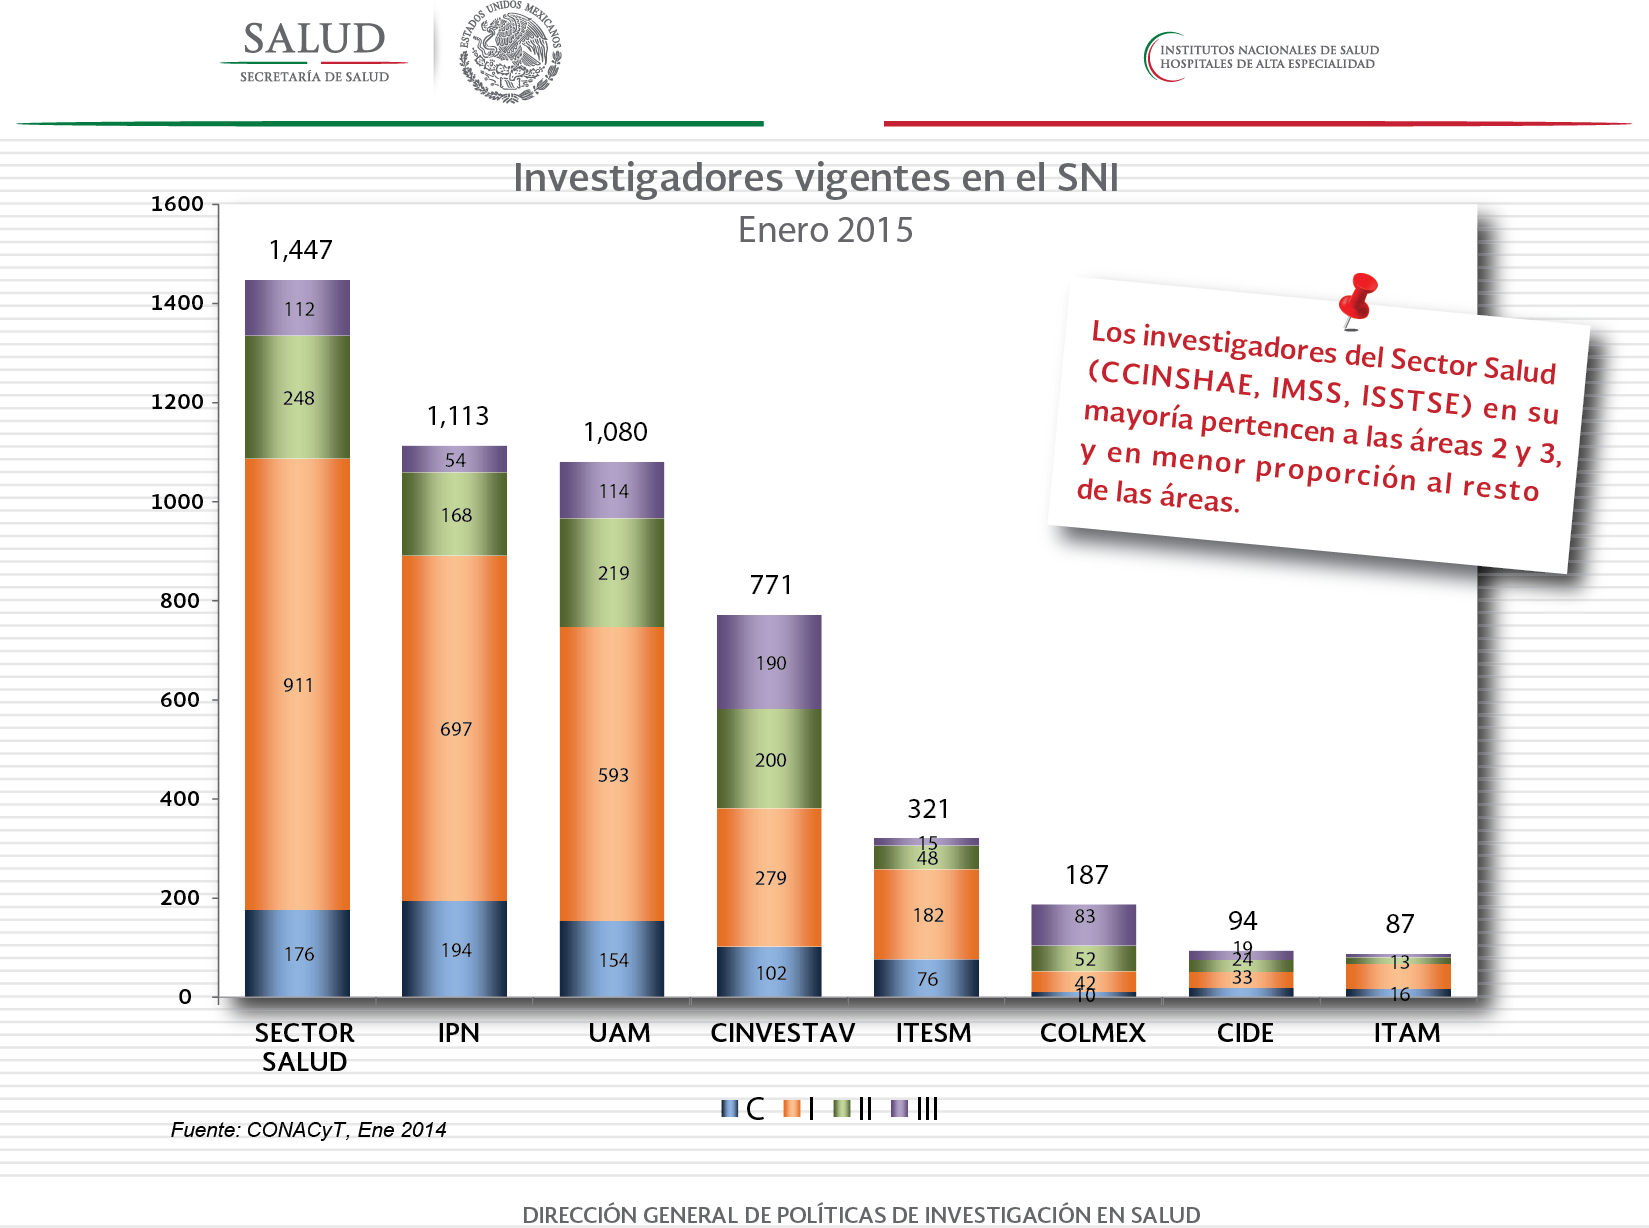 SALUD
SECRETARÍA DE SALUD
ESTADOS UNIDOS MEXICANOS
INSTITUTOS NACIONALES DE SALUD
HOSPITALES DE ALTA ESPECIALIDAD
Investigadores vigentes en el SNI
Enero 2015
1600
1400
1200
1000
800
600
400
200
0
1,447
112
248
911
176
1,113
54
168
697
194
1,080
114
219
593
154
771
190
200
279
102
321
15
48
182
76
187
83
52
42
10
94
19
24
33
87
13
16
Los investigadores del Sector Salud
(CCINSHAE, IMSS, ISSTSE) en su
mayoría pertencen a las áreas 2 y 3,
y en menor proporción al resto
de las áreas.
SECTOR
SALUD
IPN
UAM
CINVESTAV
ITESM
COLMEX
CIDE
ITAM
C I II III
Fuente: CONACyT, Ene 2014
DIRECCIÓN GENERAL DE POLÍTICAS DE INVESTIGACIÓN EN SALUD